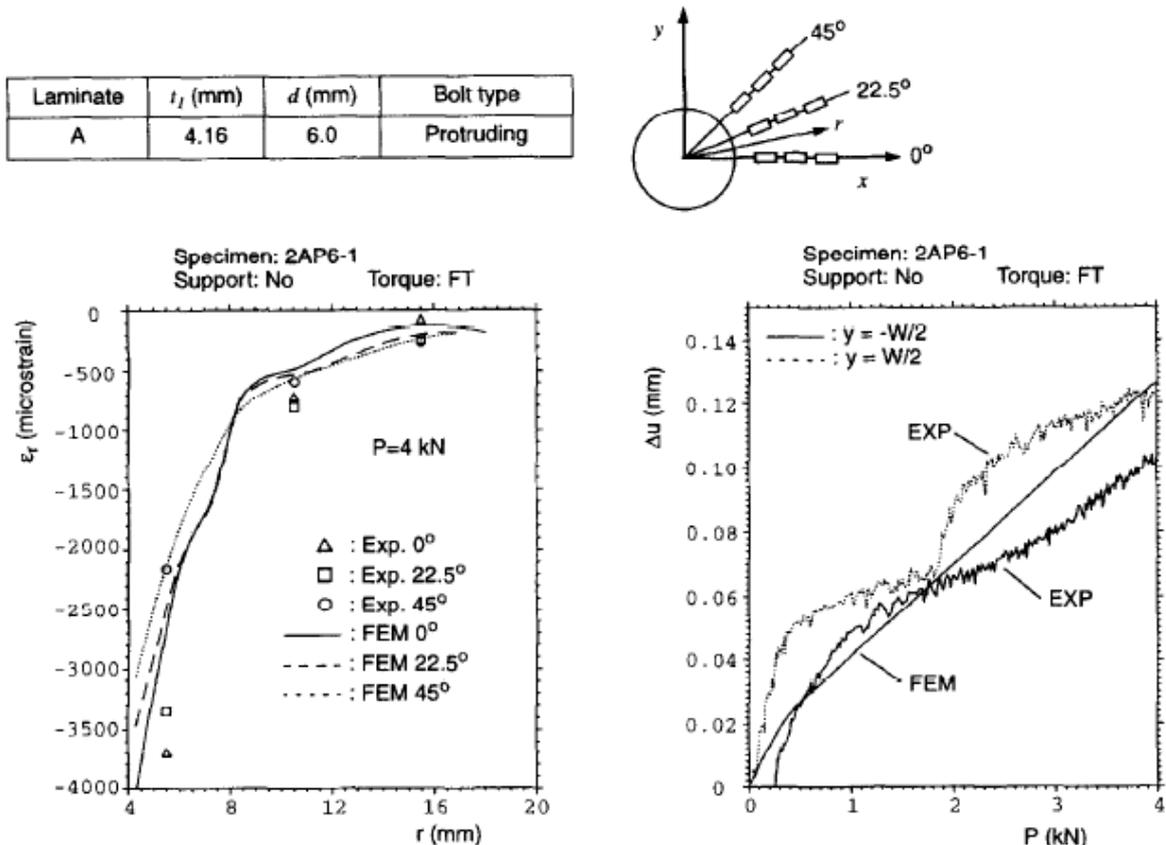 Laminate t₁ (mm) d (mm) Bolt type
A 4.16 6.0 Protruding
y
45°
22.5°
r
0°
x
Specimen: 2AP6-1
Support: No Torque: FT
0
-500
-1000
-1500
-2000
-2500
-3000
-3500
-4000
εr (microstrain)
P=4 kN
△ : Exp. 0°
□ : Exp. 22.5°
○ : Exp. 45°
: FEM 0°
: FEM 22.5°
: FEM 45°
4 8 12 16 20
r (mm)
Specimen: 2AP6-1
Support: No Torque: FT
: y = -W/2
: y = W/2
0.14
0.12
0.10
0.08
0.06
0.04
0.02
0
Δu (mm)
EXP
EXP
FEM
0 1 2 3 4
P (kN)